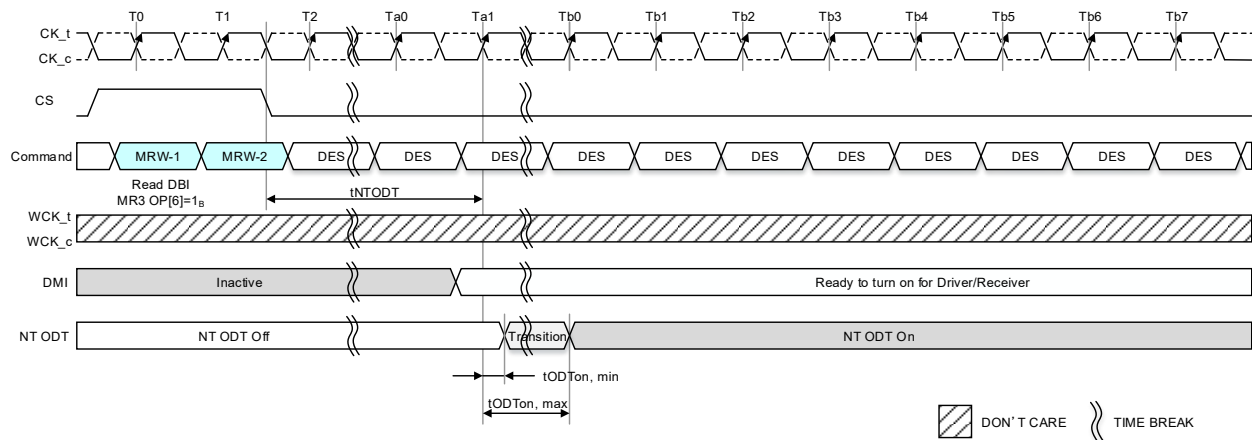 T0 T1 T2 Ta0 Ta1 Tb0 Tb1 Tb2 Tb3 Tb4 Tb5 Tb6 Tb7
CK_t
CK_c
CS
Command MRW-1 MRW-2 DES DES DES DES DES DES DES DES DES DES DES
Read DBI
MR3 OP[6]=1B
tNTODT
WCK_t
WCK_c
DMI Inactive Ready to turn on for Driver/Receiver
NT ODT NT ODT Off Transition NT ODT On
tODTon, min
tODTon, max
DON'T CARE TIME BREAK